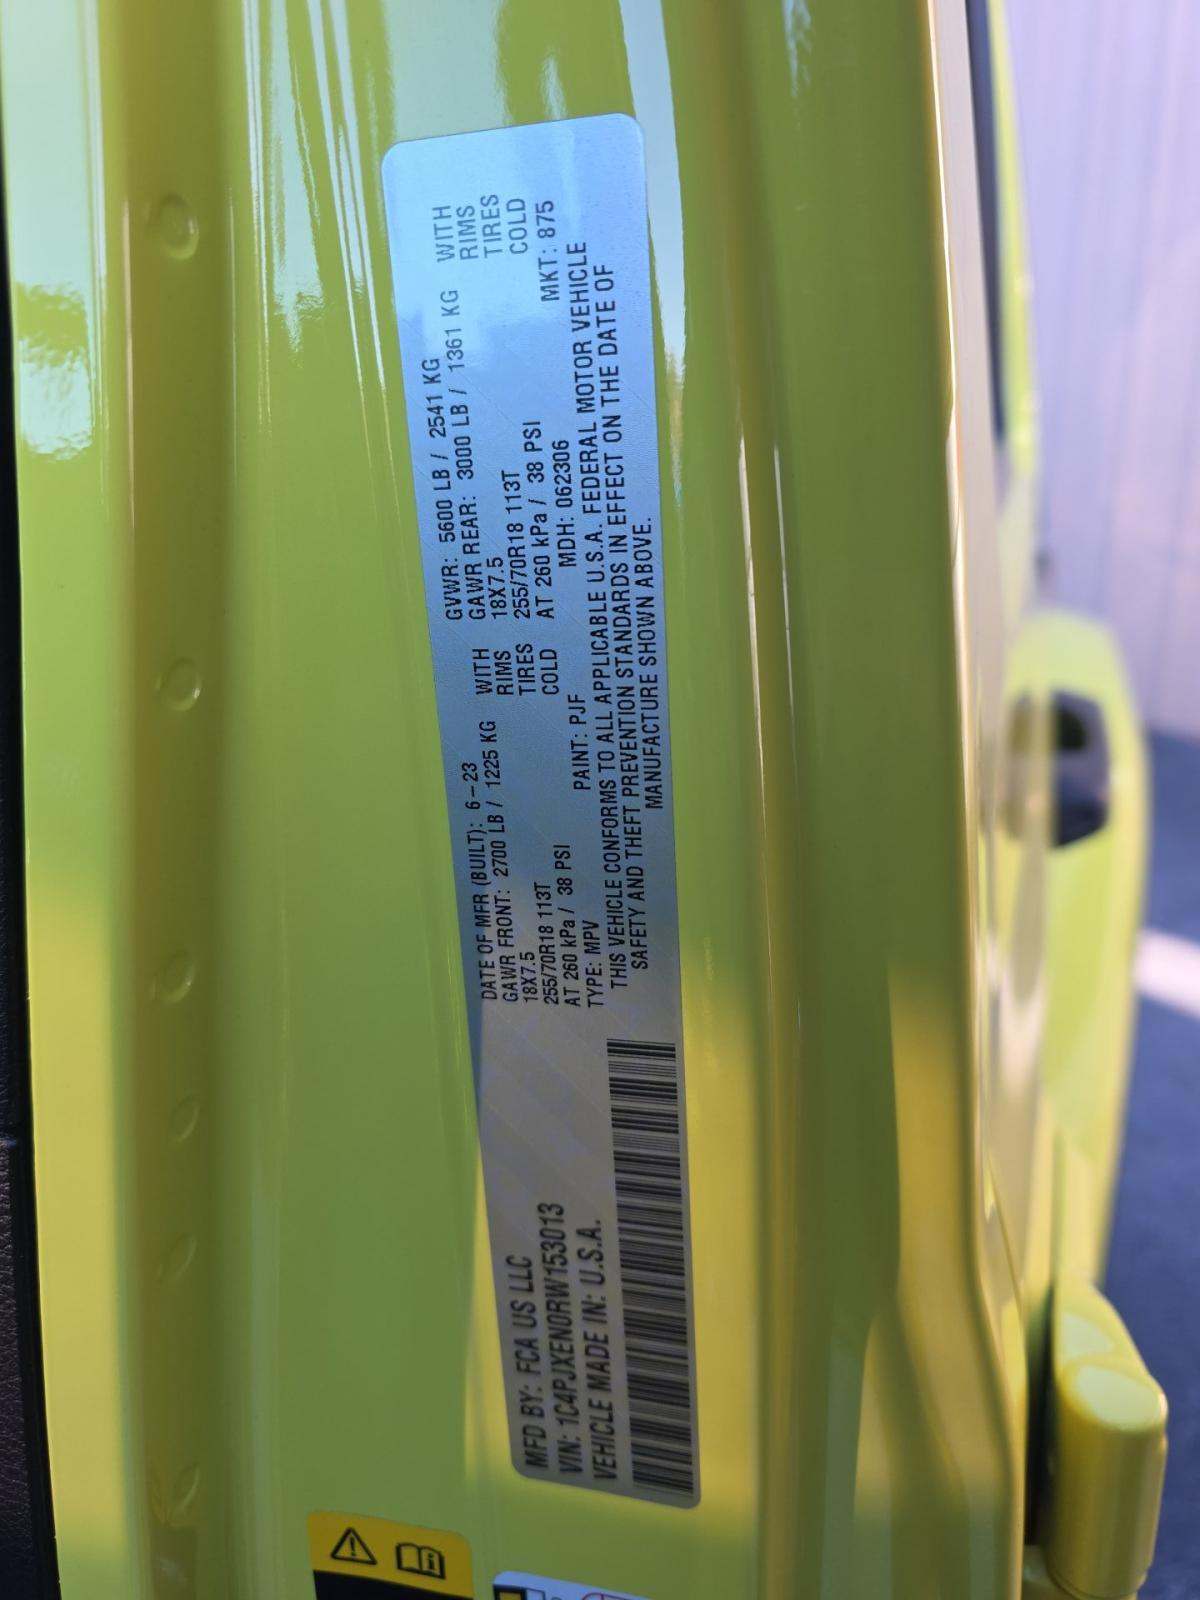 MFD BY: FCA US LLC
VIN: 1C4PJXEN0RW153013
VEHICLE MADE IN: U.S.A.
DATE OF MFR (BUILT): 6-23
GVWR: 5600 LB / 2541 KG
GAWR FRONT: 2700 LB / 1225 KG WITH
18X7.5 RIMS
255/70R18 113T TIRES
AT 260 kPa / 38 PSI COLD
GAWR REAR: 3000 LB / 1361 KG WITH
18X7.5 RIMS
255/70R18 113T TIRES
AT 260 kPa / 38 PSI COLD
TYPE: MPV PAINT: PJF MDH: 062306 MKT: 875
THIS VEHICLE CONFORMS TO ALL APPLICABLE U.S.A. FEDERAL MOTOR VEHICLE
SAFETY AND THEFT PREVENTION STANDARDS IN EFFECT ON THE DATE OF
MANUFACTURE SHOWN ABOVE.